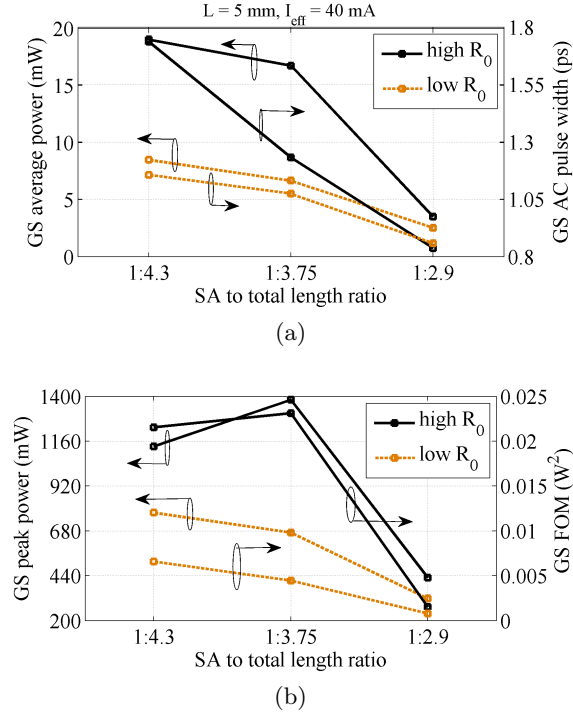 L = 5 mm, I_eff = 40 mA
GS average power (mW)
20
15
10
5
0
GS AC pulse width (ps)
1.8
1.55
1.3
1.05
0.8
high R_0
low R_0
1:4.3 1:3.75 1:2.9
SA to total length ratio
(a)
GS peak power (mW)
1400
1160
920
680
440
200
GS FOM (W^2)
0.025
0.02
0.015
0.01
0.005
0
high R_0
low R_0
1:4.3 1:3.75 1:2.9
SA to total length ratio
(b)